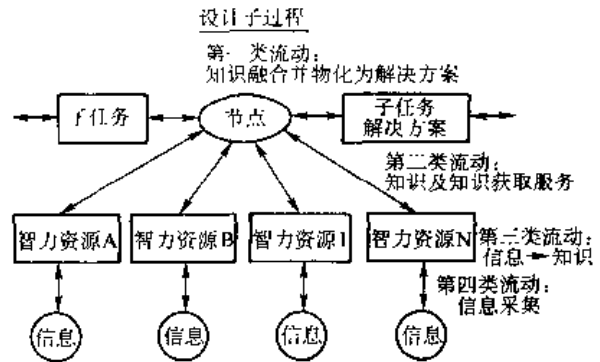 设计子过程
第一类流动：
知识融合并物化为解决方案
子任务
节点
子任务
解决方案
第二类流动：
知识及知识获取服务
智力资源A
智力资源B
智力资源I
智力资源N
第三类流动：
信息→知识
第四类流动：
信息采集
信息
信息
信息
信息